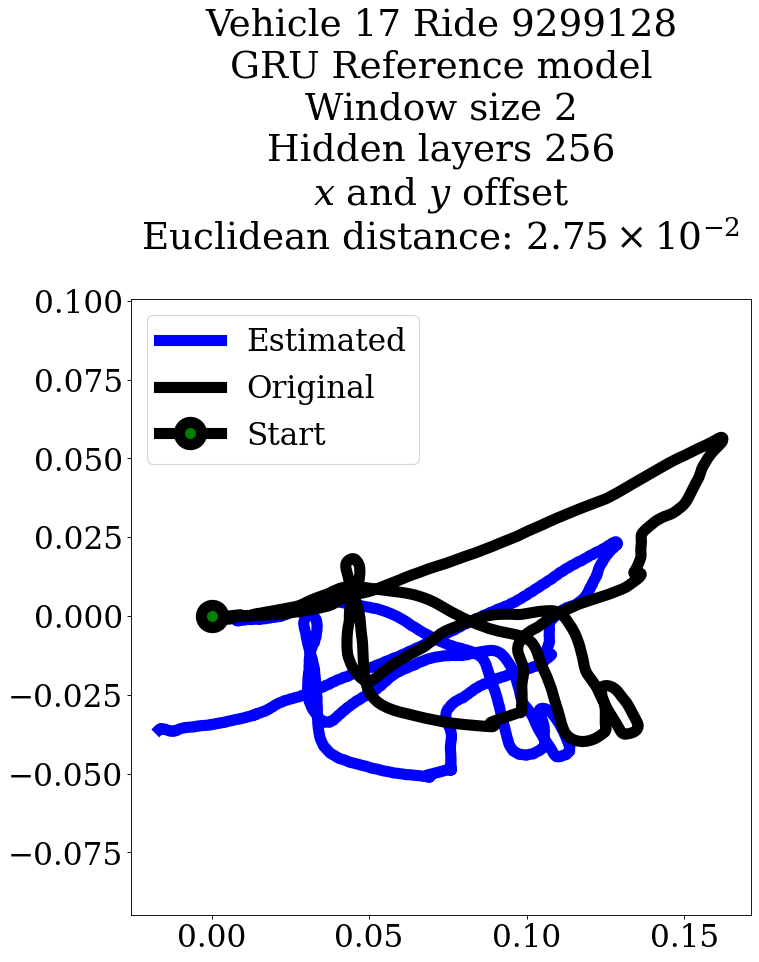 Vehicle 17 Ride 9299128
GRU Reference model
Window size 2
Hidden layers 256
x and y offset
Euclidean distance: 2.75 × 10⁻²
0.100
0.075
0.050
0.025
0.000
−0.025
−0.050
−0.075
Estimated
Original
Start
0.00 0.05 0.10 0.15